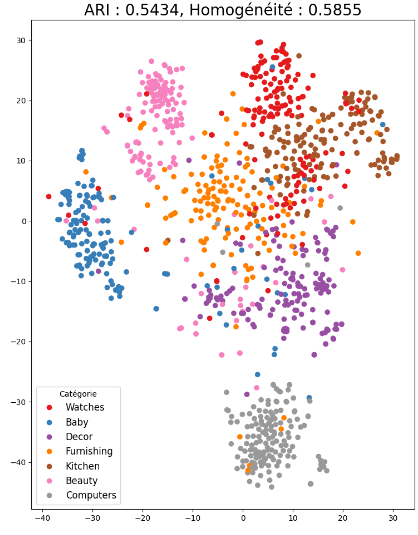 ARI : 0.5434, Homogénéité : 0.5855
30
20
10
0
−10
−20
−30
−40
Catégorie
Watches
Baby
Decor
Furnishing
Kitchen
Beauty
Computers
−40 −30 −20 −10 0 10 20 30